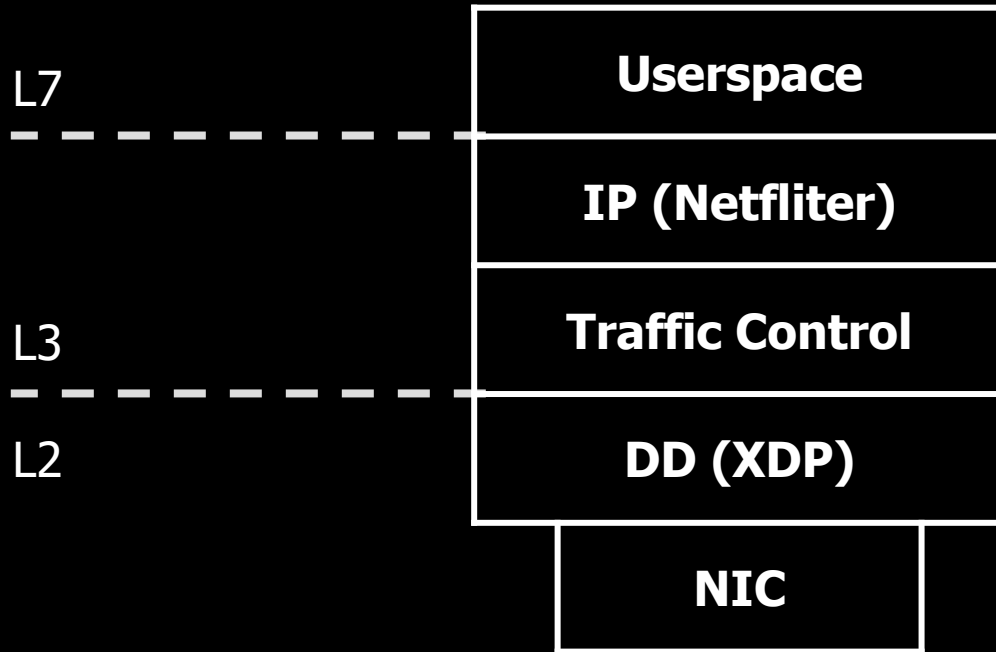 L7
Userspace
IP (Netfliter)
L3
Traffic Control
L2
DD (XDP)
NIC